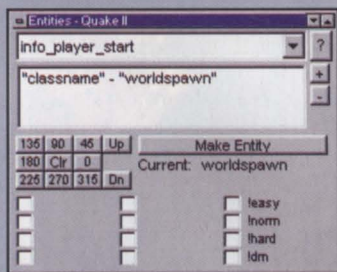 Entities - Quake II
info_player_start
?
"classname" - "worldspawn"
+
-
135 90 45 Up
Make Entity
180 Clr 0
Current: worldspawn
225 270 315 Dn
!easy
!norm
!hard
!dm